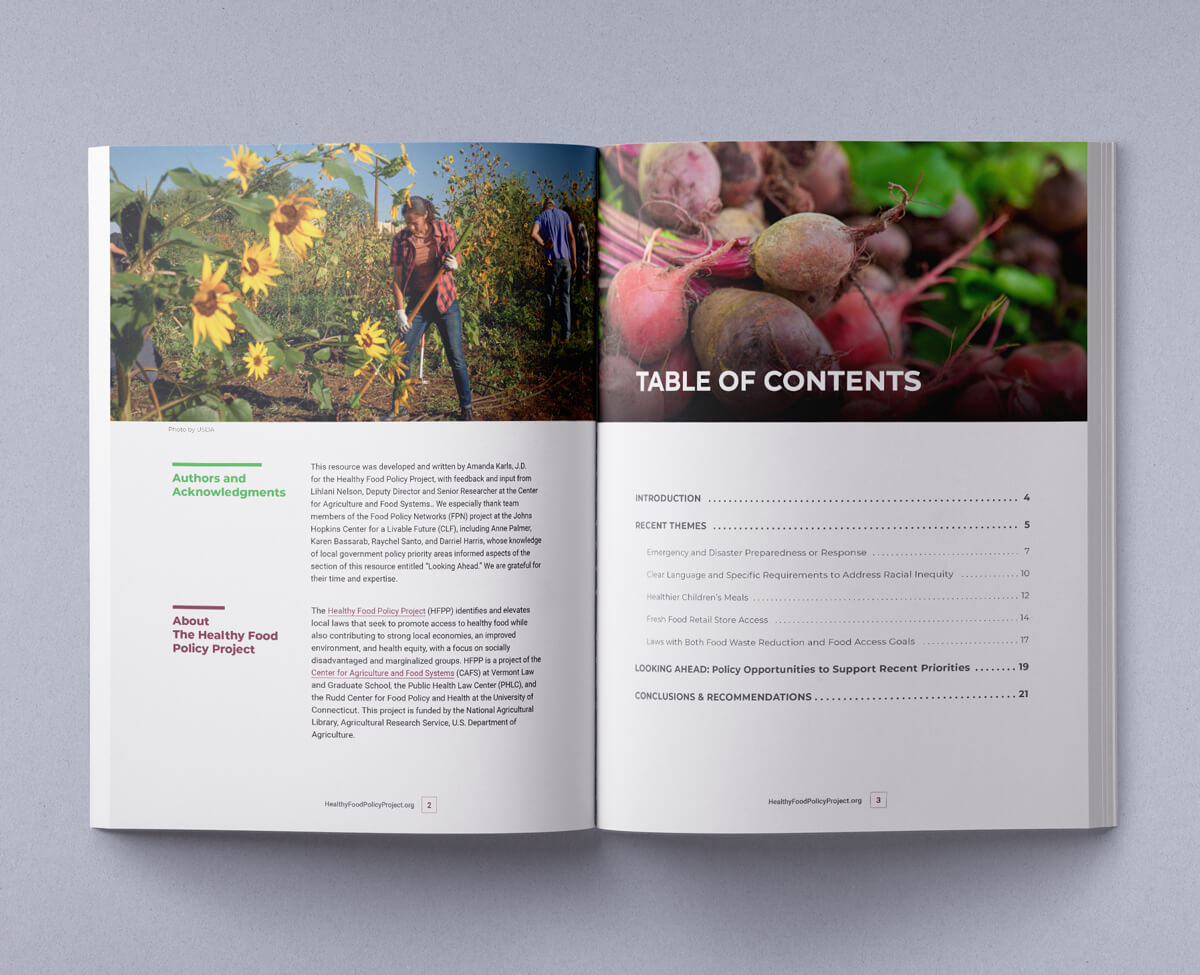 Photo by USDA
Authors and
Acknowledgments
This resource was developed and written by Amanda Karls, J.D.
for the Healthy Food Policy Project, with feedback and input from
Lihlani Nelson, Deputy Director and Senior Researcher at the Center
for Agriculture and Food Systems.. We especially thank team
members of the Food Policy Networks (FPN) project at the Johns
Hopkins Center for a Livable Future (CLF), including Anne Palmer,
Karen Bassarab, Raychel Santo, and Darriel Harris, whose knowledge
of local government policy priority areas informed aspects of the
section of this resource entitled “Looking Ahead.” We are grateful for
their time and expertise.
About
The Healthy Food
Policy Project
The Healthy Food Policy Project (HFPP) identifies and elevates
local laws that seek to promote access to healthy food while
also contributing to strong local economies, an improved
environment, and health equity, with a focus on socially
disadvantaged and marginalized groups. HFPP is a project of the
Center for Agriculture and Food Systems (CAFS) at Vermont Law
and Graduate School, the Public Health Law Center (PHLC), and
the Rudd Center for Food Policy and Health at the University of
Connecticut. This project is funded by the National Agricultural
Library, Agricultural Research Service, U.S. Department of
Agriculture.
HealthyFoodPolicyProject.org 2
TABLE OF CONTENTS
INTRODUCTION 4
RECENT THEMES 5
Emergency and Disaster Preparedness or Response 7
Clear Language and Specific Requirements to Address Racial Inequity 10
Healthier Children's Meals 12
Fresh Food Retail Store Access 14
Laws with Both Food Waste Reduction and Food Access Goals 17
LOOKING AHEAD: Policy Opportunities to Support Recent Priorities 19
CONCLUSIONS & RECOMMENDATIONS 21
HealthyFoodPolicyProject.org 3